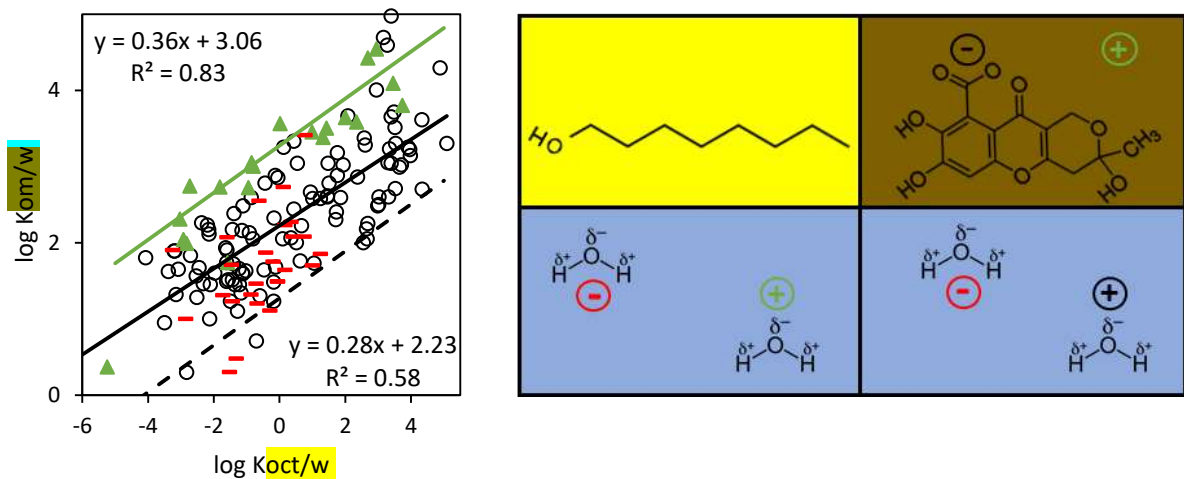 y = 0.36x + 3.06
R² = 0.83
4
2
0
log Kom/w
y = 0.28x + 2.23
R² = 0.58
-6 -4 -2 0 2 4
log Koct/w
HO
- +
O O O
HO O
HO O CH₃
HO
δ⁻
δ⁺ O δ⁺
H H
-
+
δ⁻
δ⁺ O δ⁺
H H
δ⁻
δ⁺ O δ⁺
H H
-
+
δ⁻
δ⁺ O δ⁺
H H